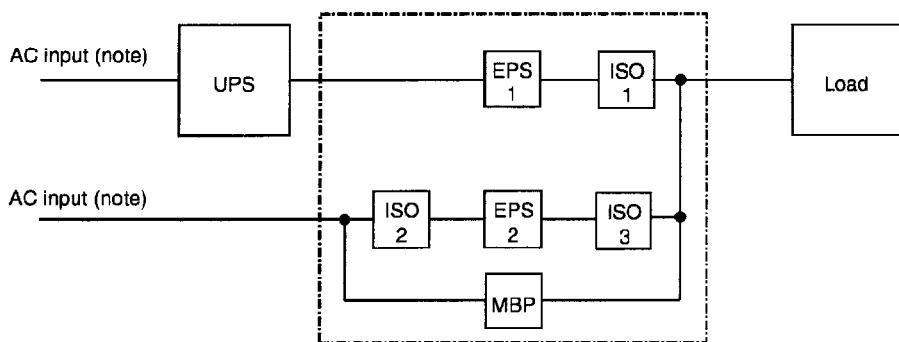 AC input (note)
UPS
EPS
1
ISO
1
Load
AC input (note)
ISO
2
EPS
2
ISO
3
MBP